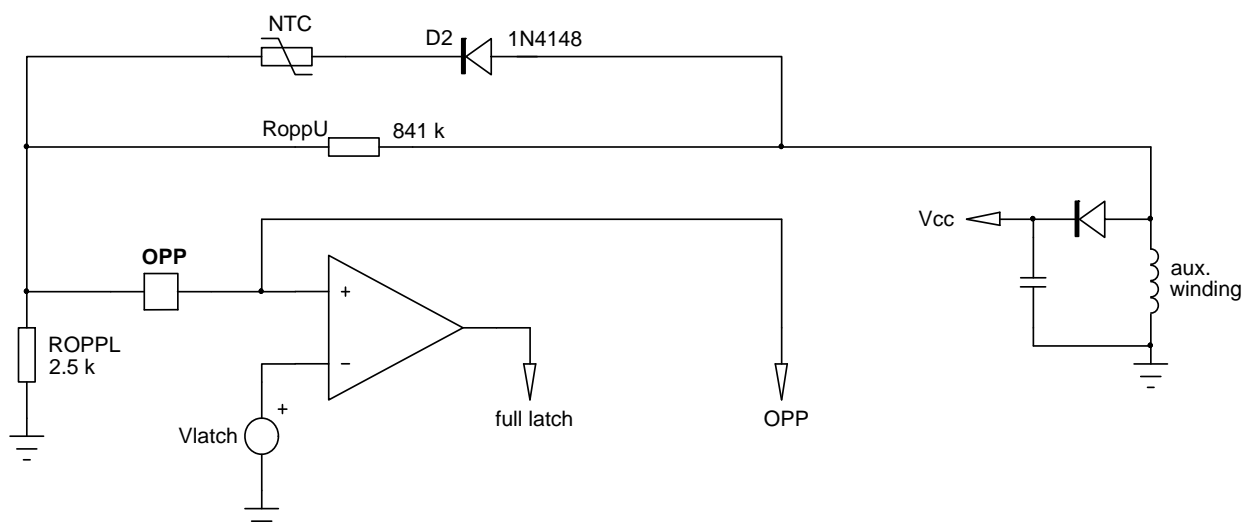 NTC
D2
1N4148
RoppU
841 k
Vcc
OPP
+
aux.
winding
ROPPL
2.5 k
−
+
Vlatch
full latch
OPP